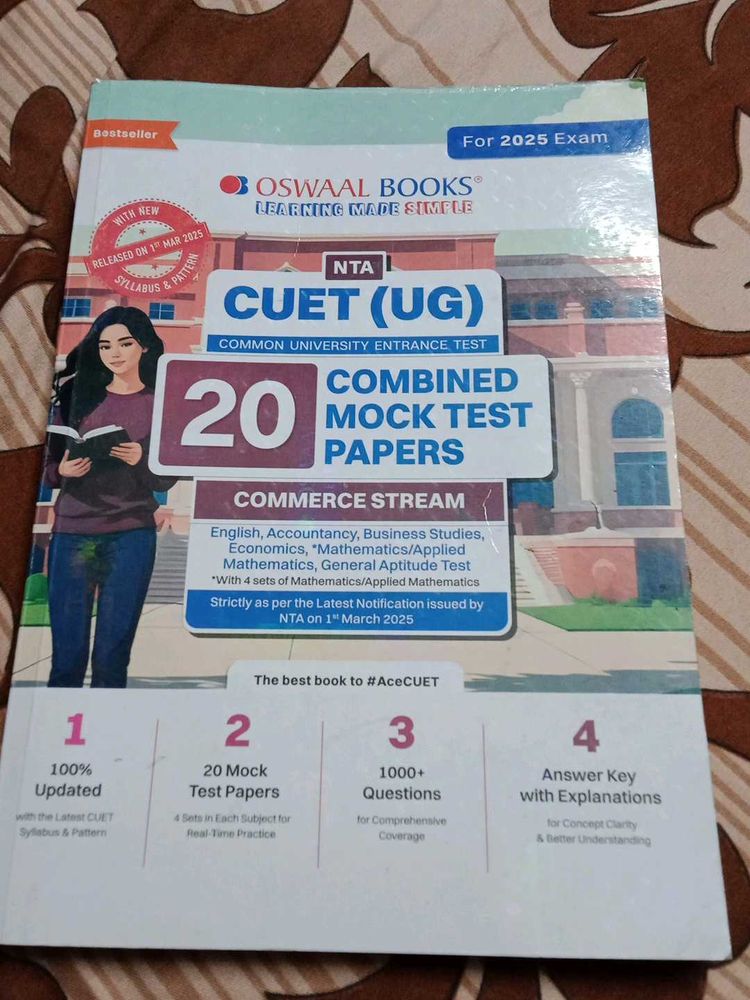 Bestseller
For 2025 Exam
OSWAAL BOOKS®
LEARNING MADE SIMPLE
WITH NEW
RELEASED ON 1ST MAR 2025
SYLLABUS & PATTERN
NTA
CUET (UG)
COMMON UNIVERSITY ENTRANCE TEST
20
COMBINED
MOCK TEST
PAPERS
COMMERCE STREAM
English, Accountancy, Business Studies,
Economics, *Mathematics/Applied
Mathematics, General Aptitude Test
*With 4 sets of Mathematics/Applied Mathematics
Strictly as per the Latest Notification issued by
NTA on 1st March 2025
The best book to #AceCUET
1
100%
Updated
with the Latest CUET
Syllabus & Pattern
2
20 Mock
Test Papers
4 Sets in Each Subject for
Real-Time Practice
3
1000+
Questions
for Comprehensive
Coverage
4
Answer Key
with Explanations
for Concept Clarity
& Better Understanding